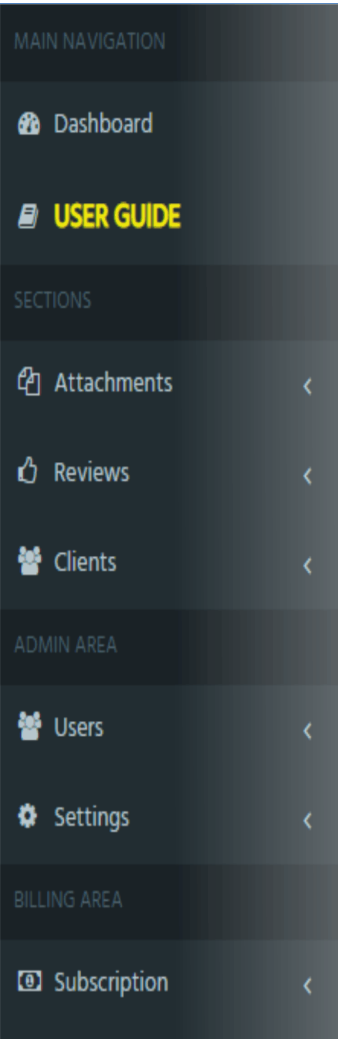 MAIN NAVIGATION
Dashboard
USER GUIDE
SECTIONS
Attachments
Reviews
Clients
ADMIN AREA
Users
Settings
BILLING AREA
Subscription